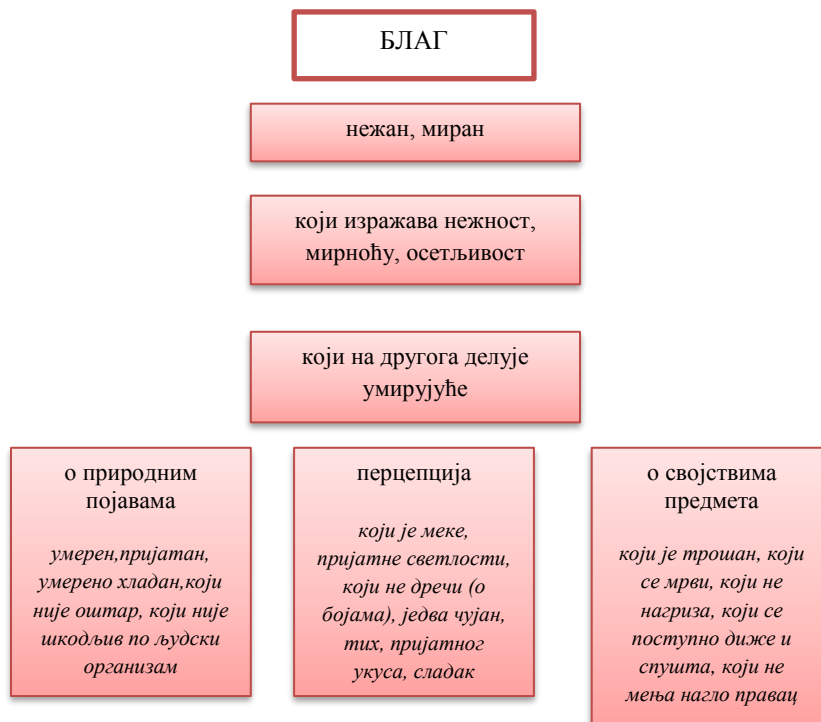 БЛАГ
нежан, миран
који изражава нежност,
мирноћу, осетљивост
који на другога делује
умирујуће
о природним
појавама
умерен,пријатан,
умерено хладан,који
није оштар, који није
шкодљив по људски
организам
перцепција
који је меке,
пријатне светлости,
који не дречи (о
бојама), једва чујан,
тих, пријатног
укуса, сладак
о својствима
предмета
који је трошан, који
се мрви, који не
нагриза, који се
поступно диже и
спушта, који не
мења нагло правац